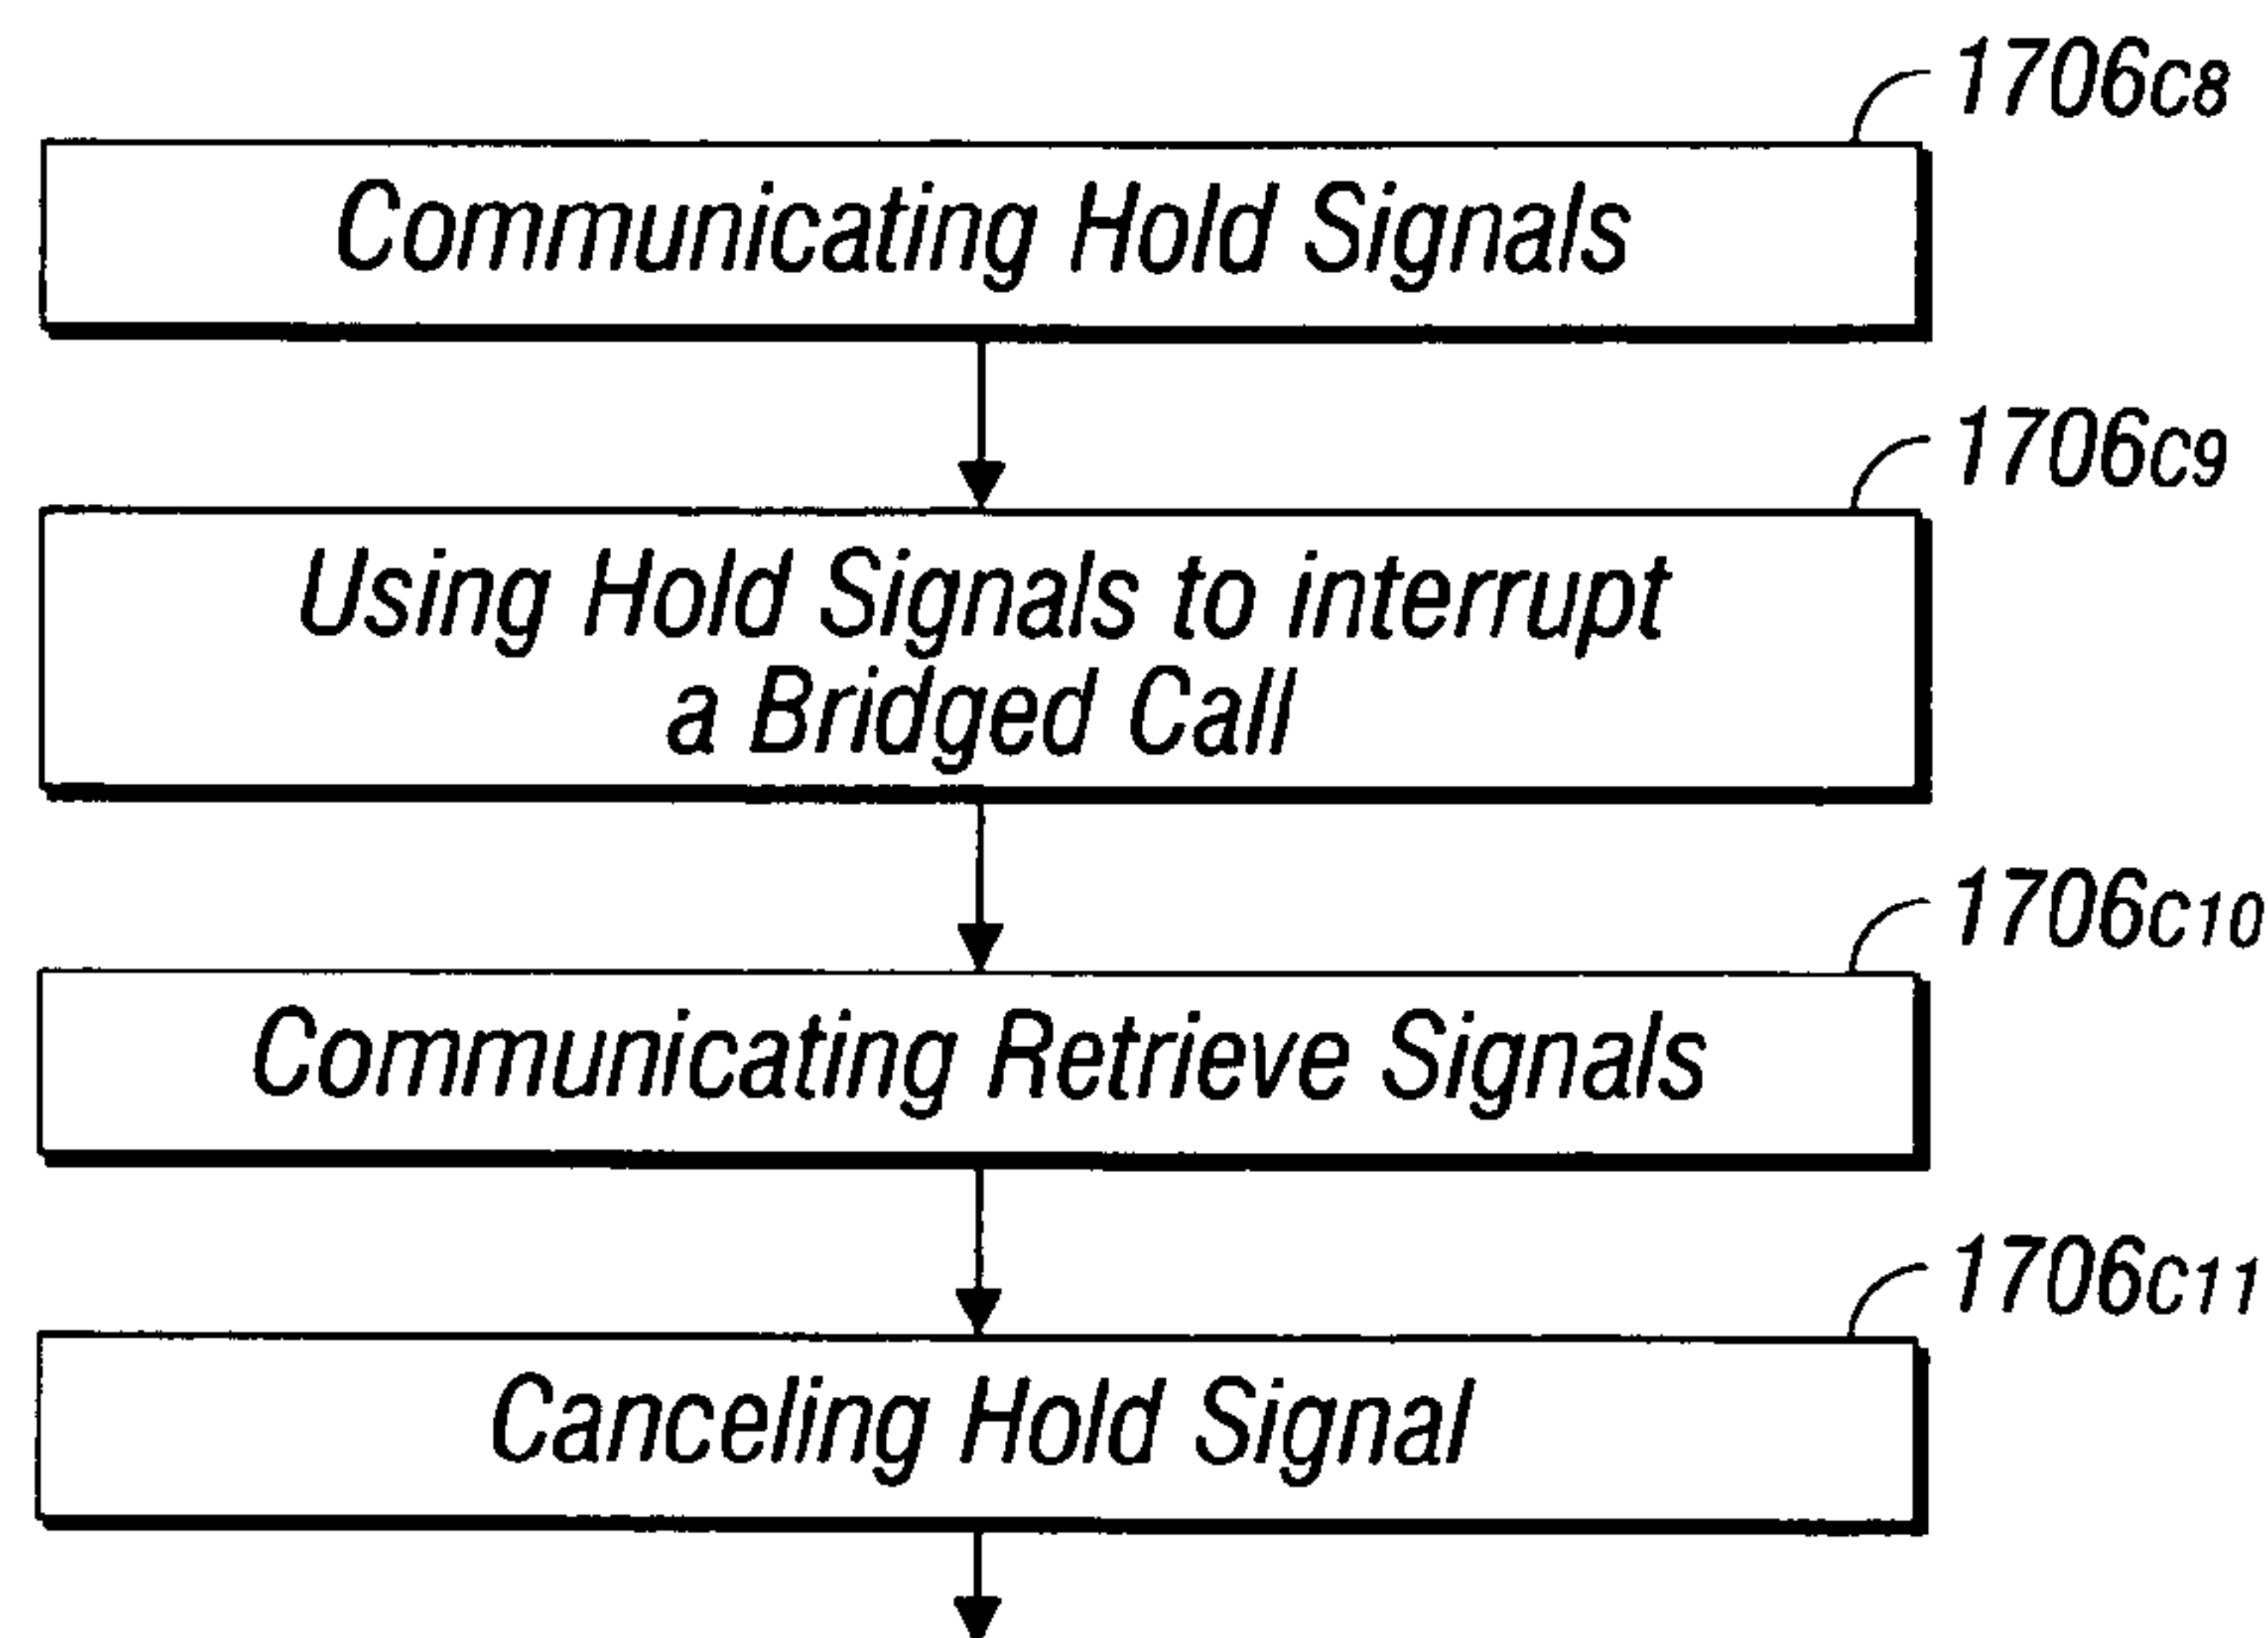 1706c8
Communicating Hold Signals
1706c9
Using Hold Signals to interrupt
a Bridged Call
1706c10
Communicating Retrieve Signals
1706c11
Canceling Hold Signal